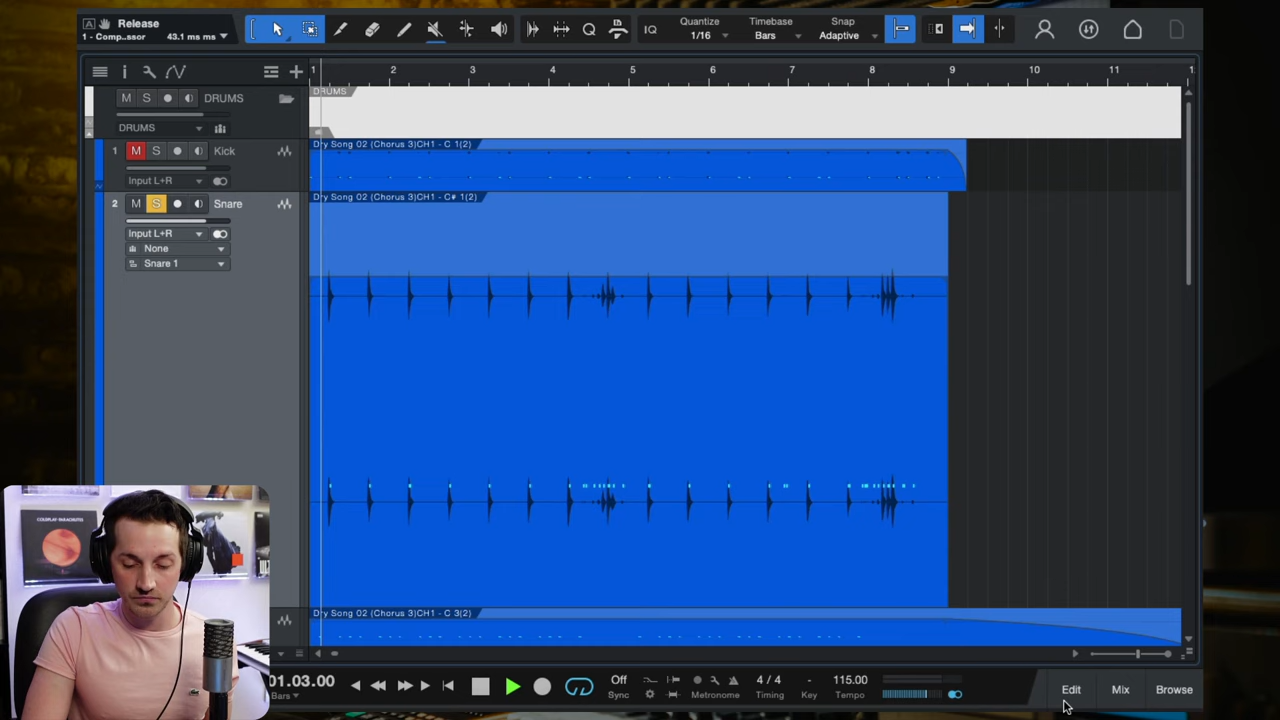 A Release
1 - Comp...ssor 43.1 ms ms
IQ
Quantize
1/16
Timebase
Bars
Snap
Adaptive
1 2 3 4 5 6 7 8 9 10 11 1
M S DRUMS
DRUMS
DRUMS
1 M S Kick
Input L+R
Dry Song 02 (Chorus 3)CH1 - C 1(2)
2 M S Snare
Input L+R
None
Snare 1
Dry Song 02 (Chorus 3)CH1 - C# 1(2)
COLDPLAY PARACHUTES
Dry Song 02 (Chorus 3)CH1 - C 3(2)
01.03.00
Bars
Off
Sync
Metronome
4 / 4
Timing
-
Key
115.00
Tempo
Edit Mix Browse